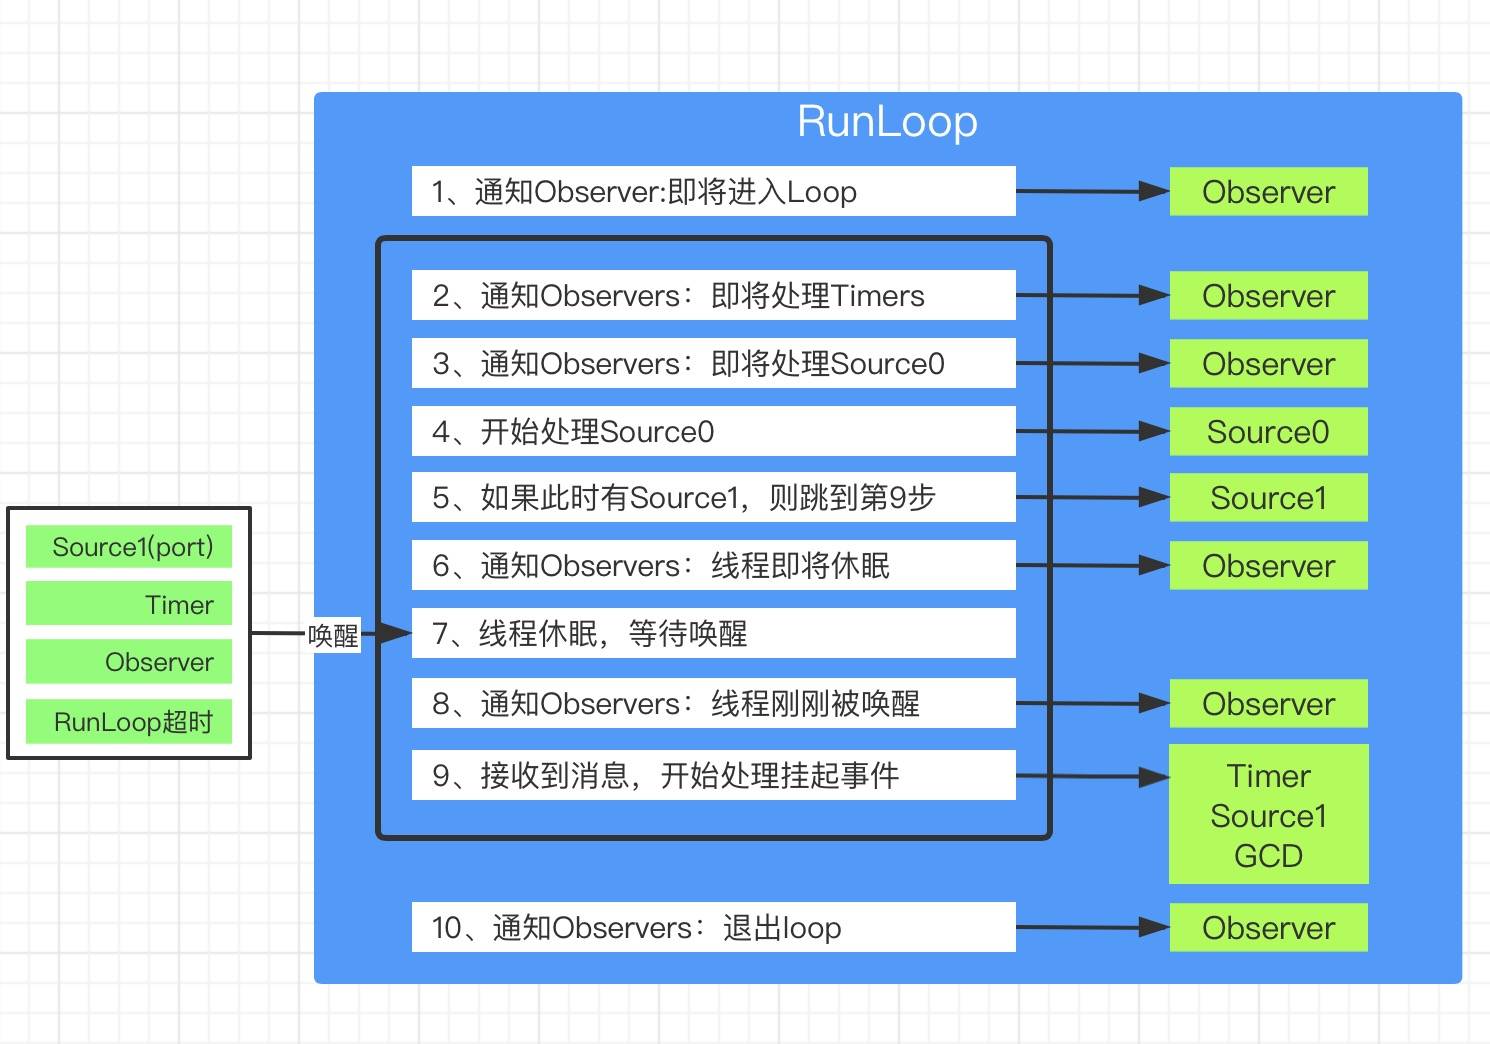 RunLoop
1、通知Observer:即将进入Loop
Observer
2、通知Observers：即将处理Timers
Observer
3、通知Observers：即将处理Source0
Observer
4、开始处理Source0
Source0
5、如果此时有Source1，则跳到第9步
Source1
6、通知Observers：线程即将休眠
Observer
Source1(port)
Timer
Observer
RunLoop超时
唤醒
7、线程休眠，等待唤醒
8、通知Observers：线程刚刚被唤醒
Observer
9、接收到消息，开始处理挂起事件
Timer
Source1
GCD
10、通知Observers：退出loop
Observer